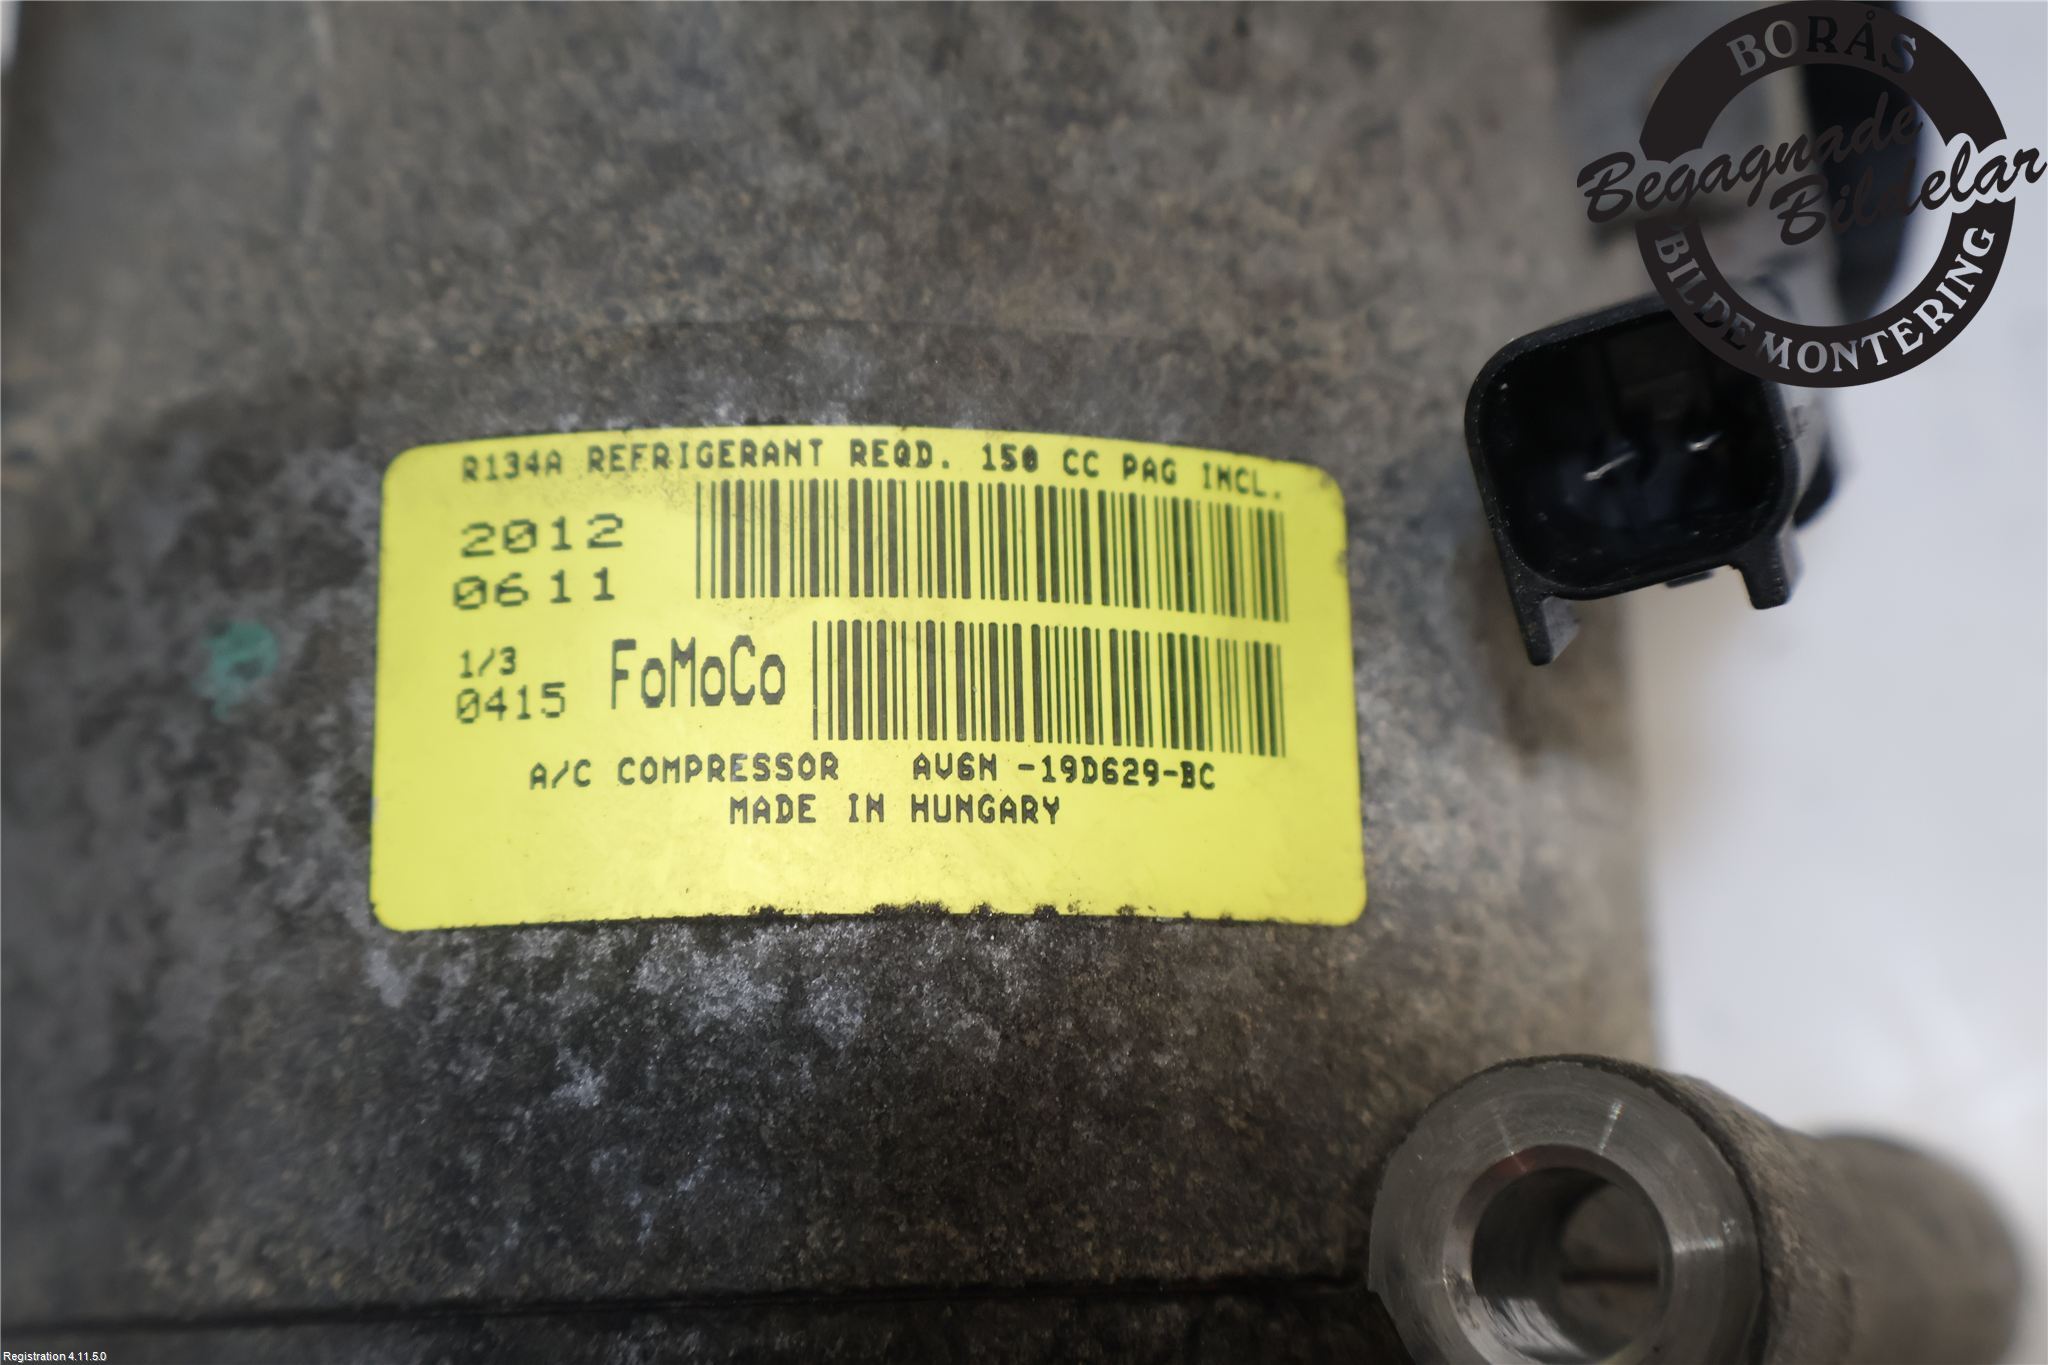 BORÅS
Begagnade
Bildelar
BILDEMONTERING
R134A REFRIGERANT REQD. 150 CC PAG INCL.
2012
0611
1/3
0415 FoMoCo
A/C COMPRESSOR AV6N -19D629-BC
MADE IN HUNGARY
Registration 4.11.5.0